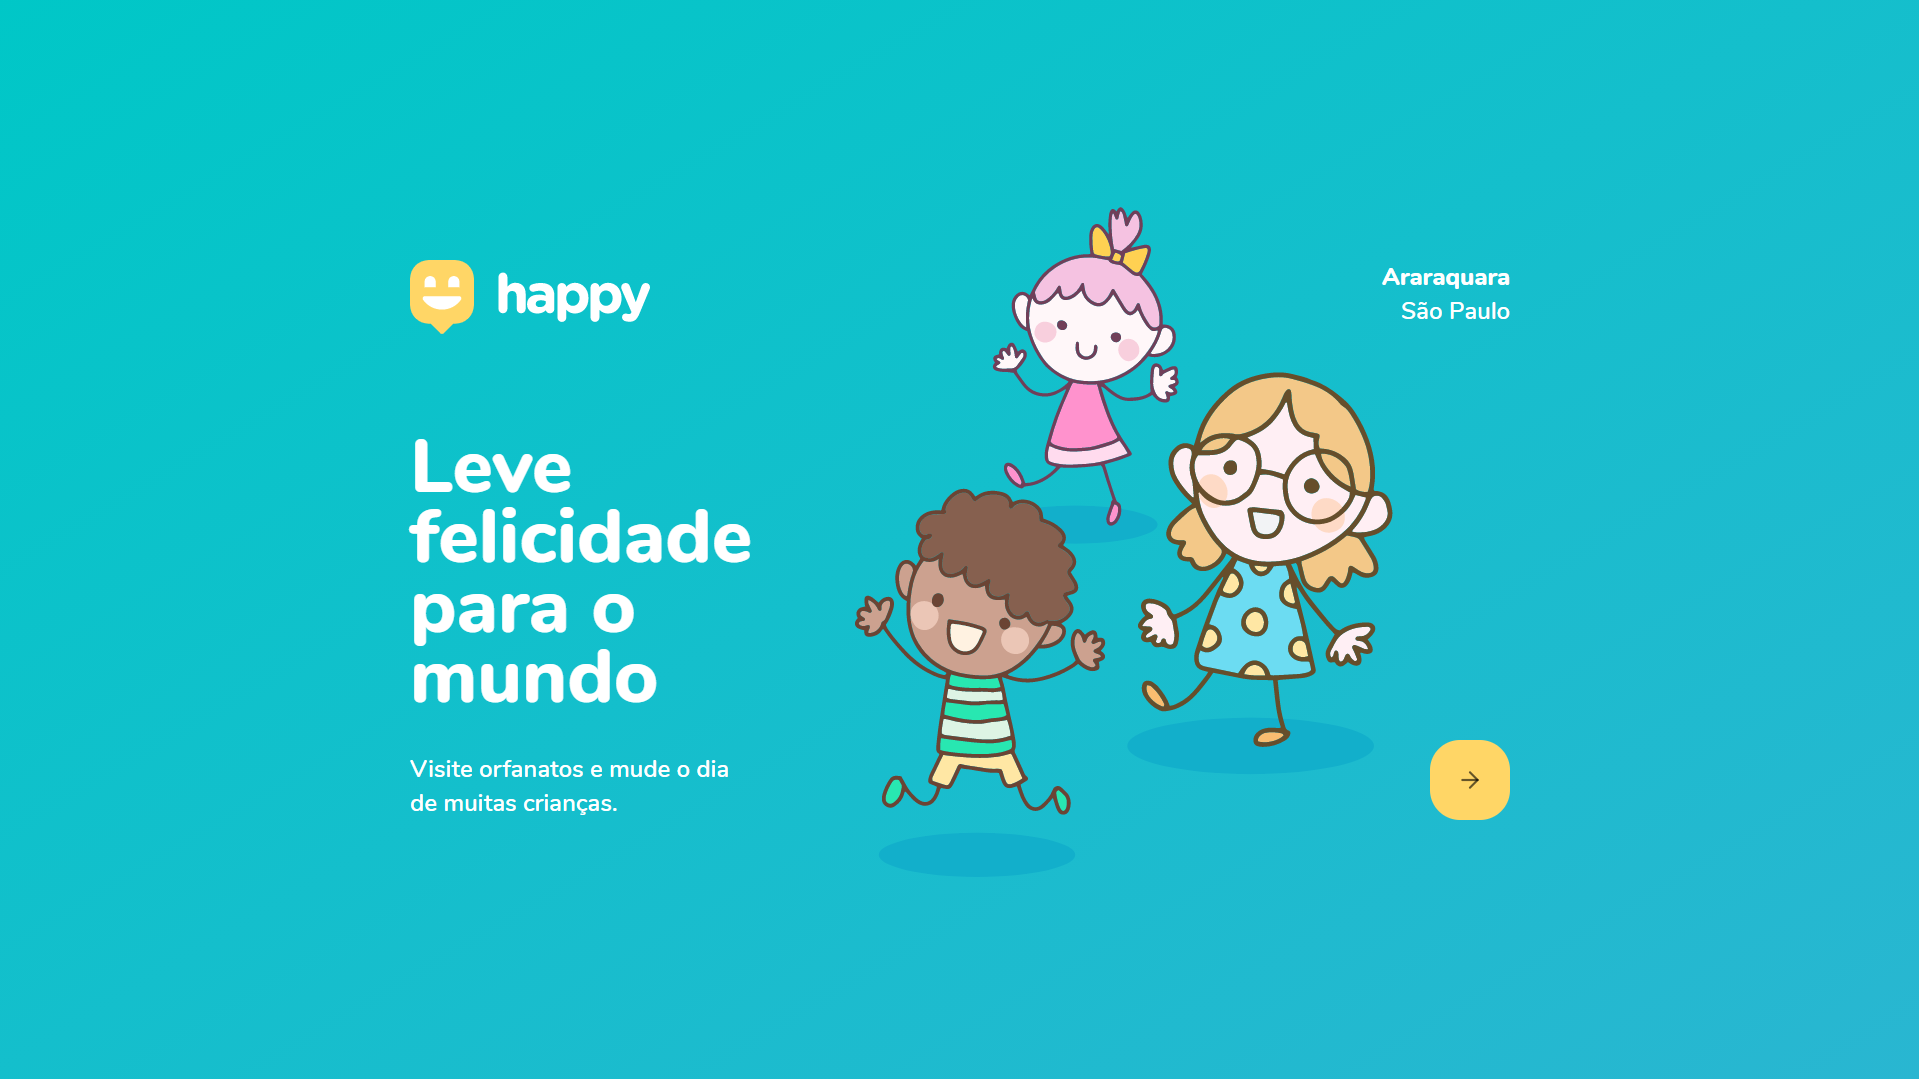 happy
Araraquara
São Paulo
Leve
felicidade
para o
mundo
Visite orfanatos e mude o dia
de muitas crianças.